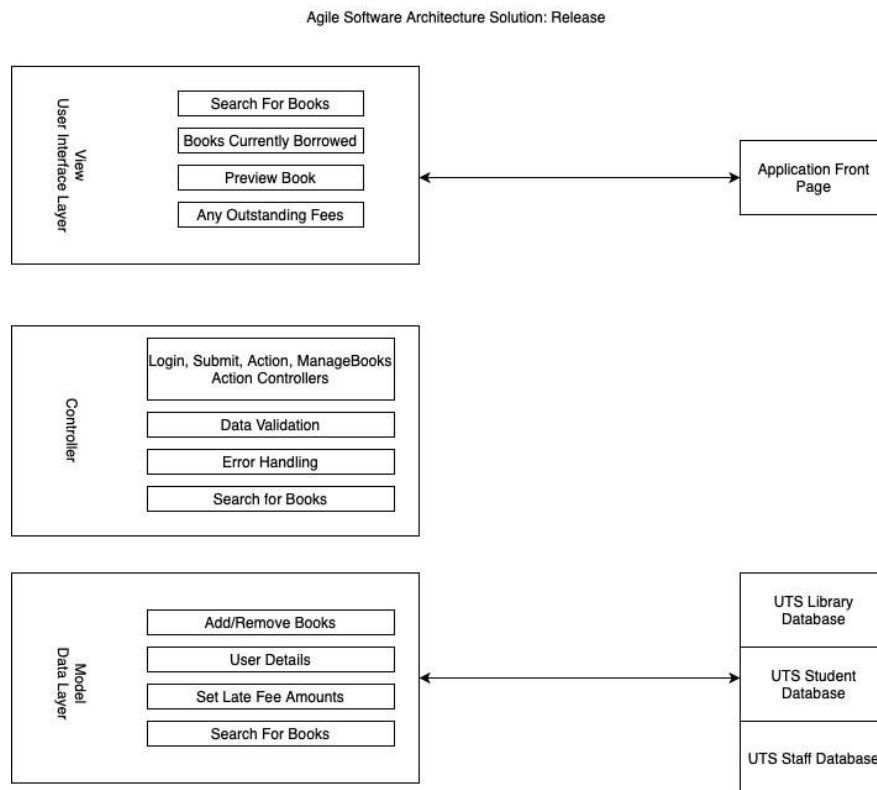 Agile Software Architecture Solution: Release
View
User Interface Layer
Search For Books
Books Currently Borrowed
Preview Book
Any Outstanding Fees
Application Front
Page
Controller
Login, Submit, Action, ManageBooks
Action Controllers
Data Validation
Error Handling
Search for Books
Model
Data Layer
Add/Remove Books
User Details
Set Late Fee Amounts
Search For Books
UTS Library
Database
UTS Student
Database
UTS Staff Database